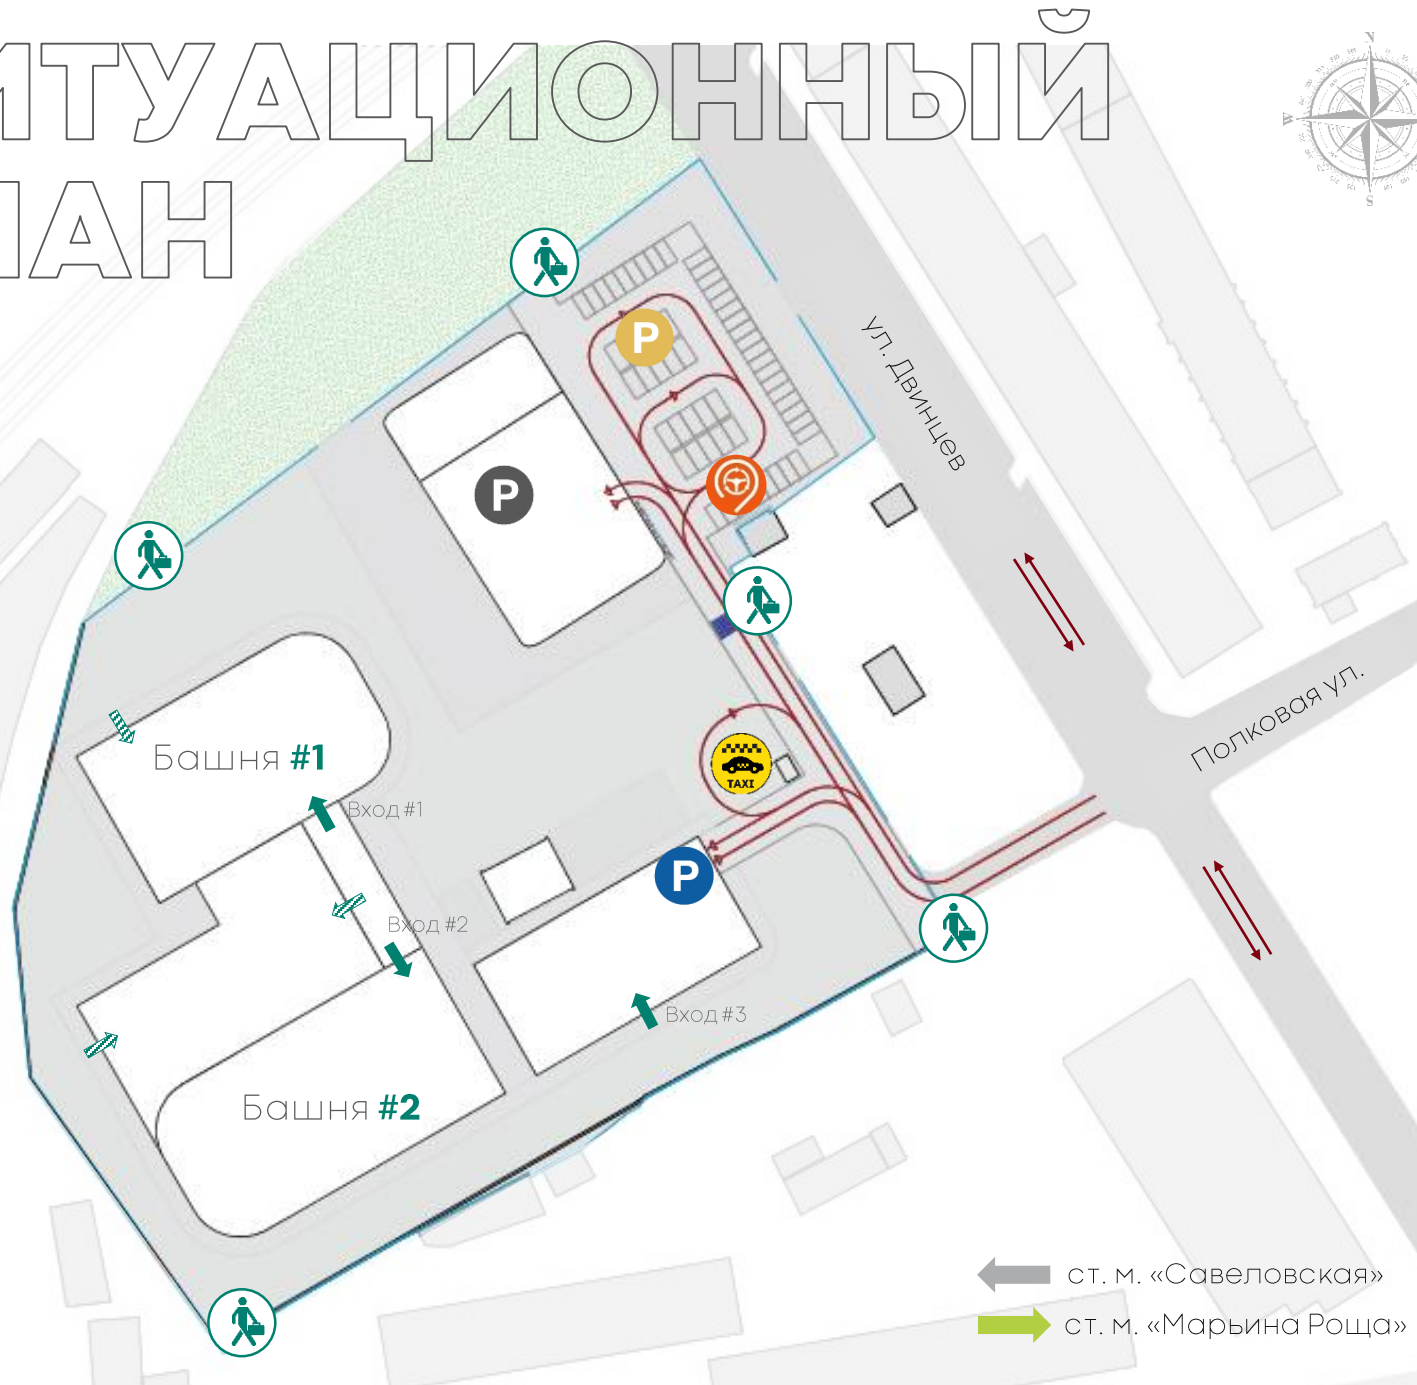 ИТУАЦИОННЫЙ
ЛАН
N
W
S
P
ул. Двинцев
P
Полковая ул.
Башня #1
TAXI
Вход #1
P
Вход #2
Вход #3
Башня #2
ст. м. «Савеловская»
ст. м. «Марьина Роща»